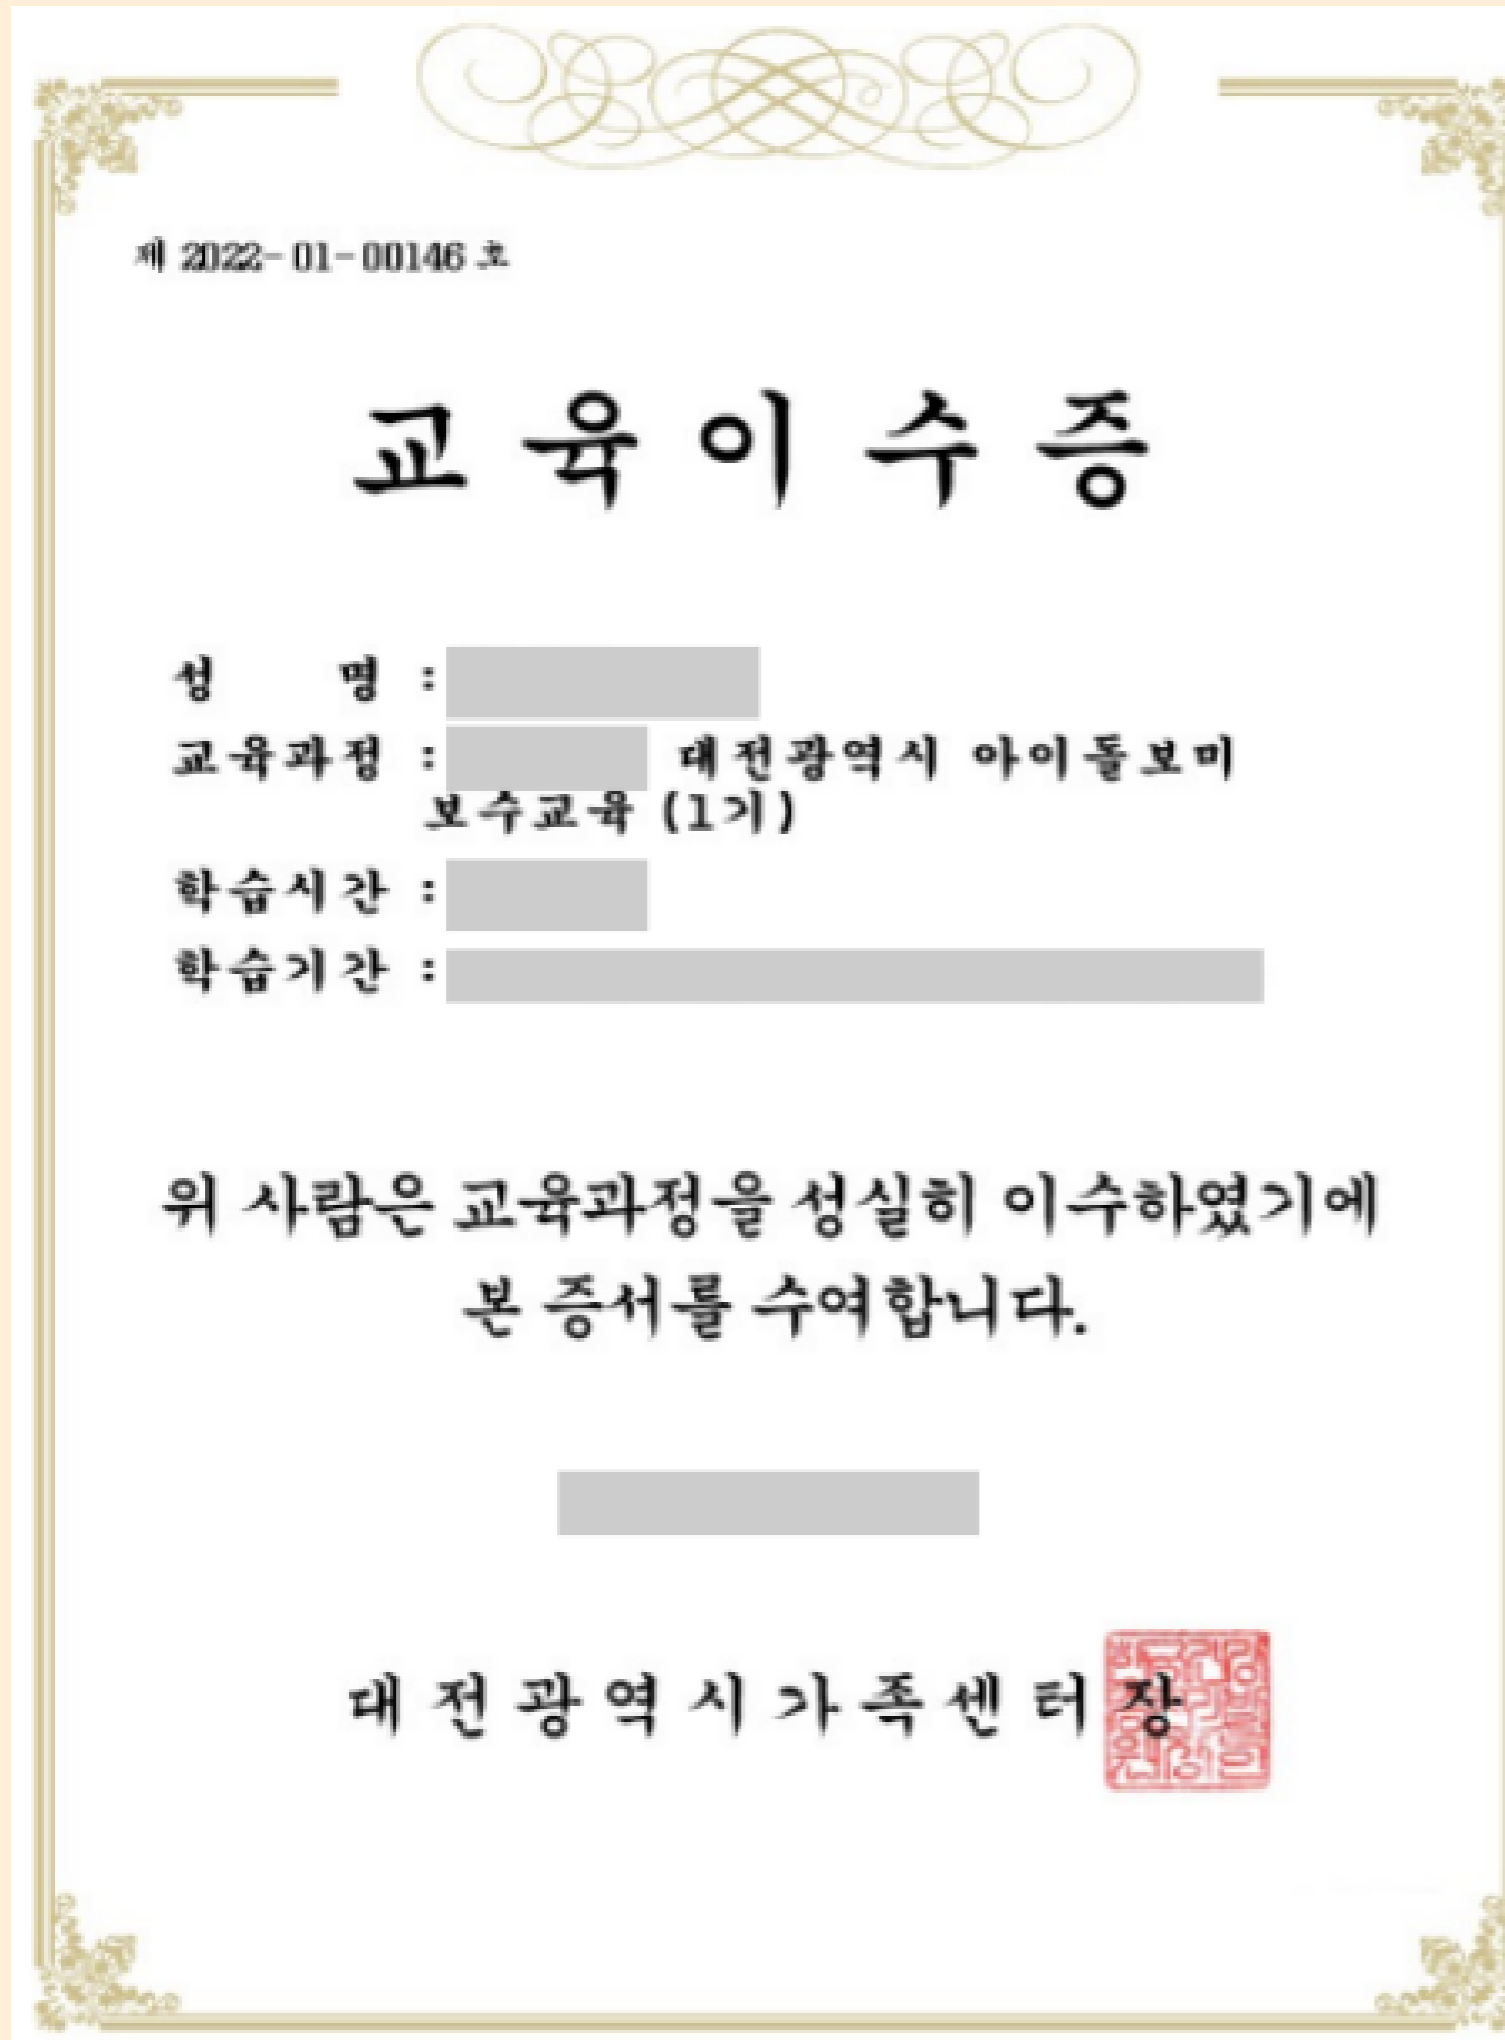 제 2022-01-00146 호
교육이수증
성 명 :
교육과정 : 대전광역시 아이돌보미
보수교육 (1기)
학습시간 :
학습기간 :
위 사람은 교육과정을 성실히 이수하였기에
본 증서를 수여합니다.
대전광역시가족센터장